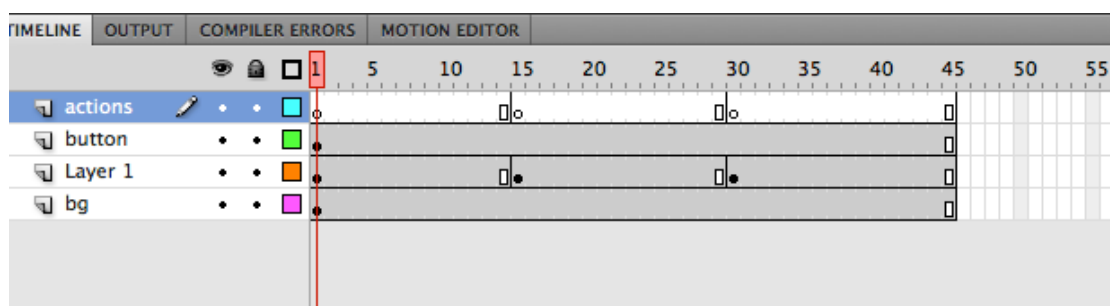 TIMELINE OUTPUT COMPILER ERRORS MOTION EDITOR
1 5 10 15 20 25 30 35 40 45 50 55
actions
button
Layer 1
bg